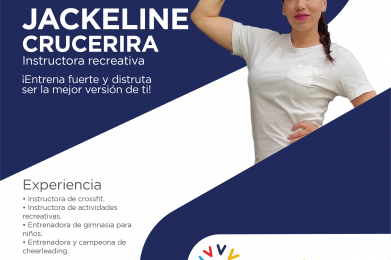 JACKELINE
CRUCERIRA
Instructora recreativa
¡Entrena fuerte y disfruta
ser la mejor versión de ti!
Experiencia
• Instructora de crossfit.
• Instructora de actividades
recreativas.
• Entrenadora de gimnasia para
niños.
• Entrenadora y campeona de
cheerleading.